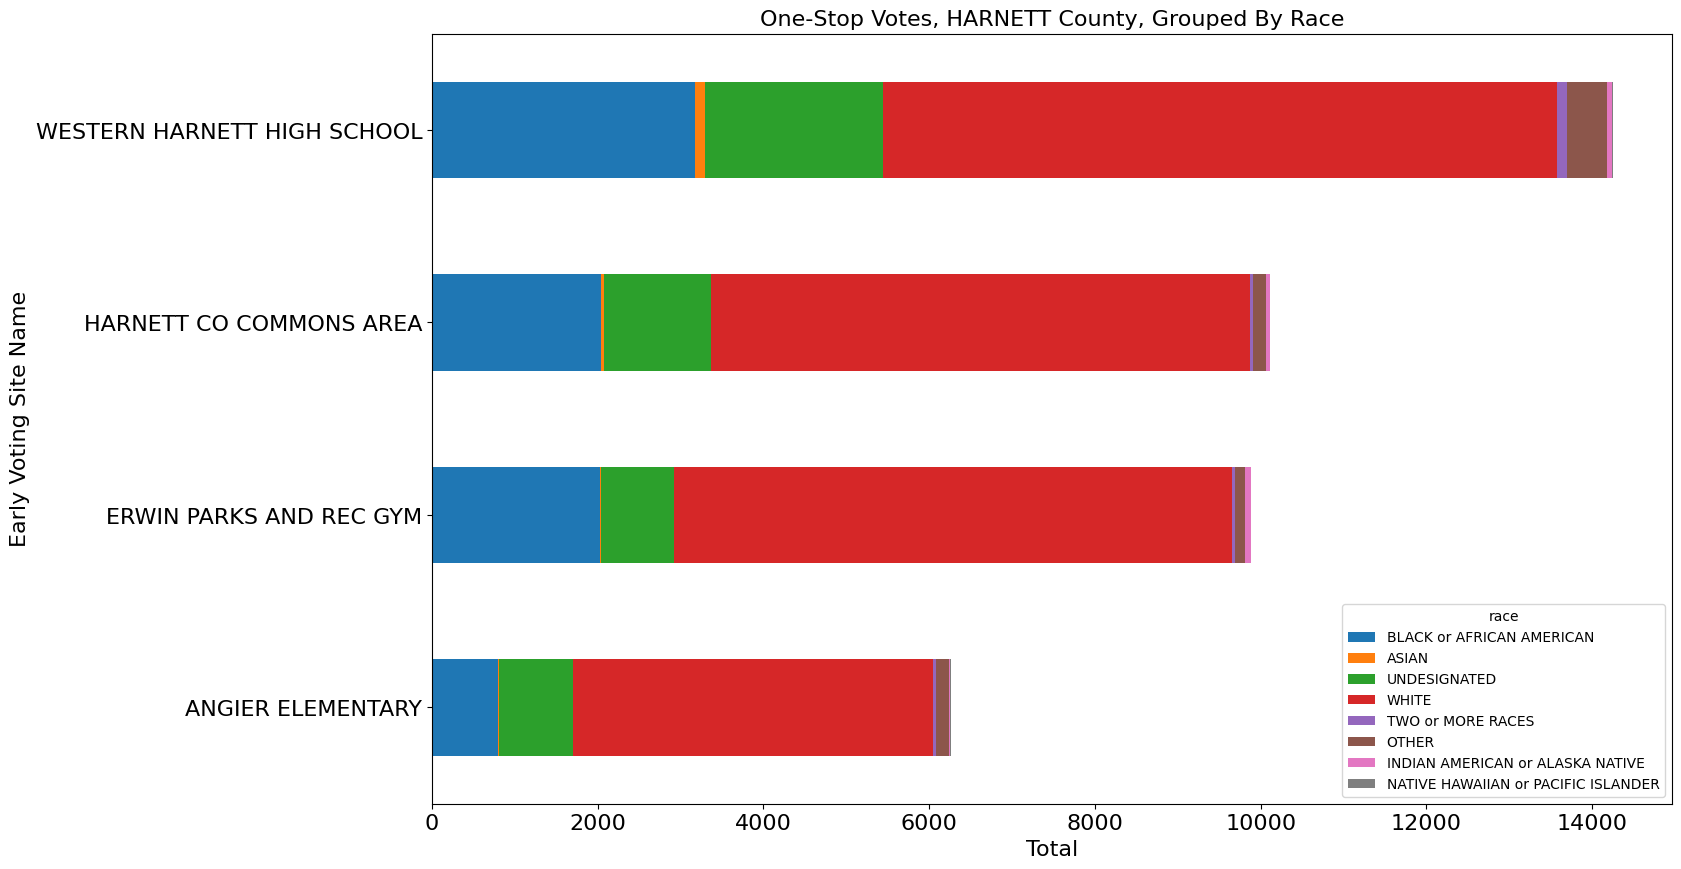 One-Stop Votes, HARNETT County, Grouped By Race
Early Voting Site Name
WESTERN HARNETT HIGH SCHOOL
HARNETT CO COMMONS AREA
ERWIN PARKS AND REC GYM
ANGIER ELEMENTARY
race
BLACK or AFRICAN AMERICAN
ASIAN
UNDESIGNATED
WHITE
TWO or MORE RACES
OTHER
INDIAN AMERICAN or ALASKA NATIVE
NATIVE HAWAIIAN or PACIFIC ISLANDER
0 2000 4000 6000 8000 10000 12000 14000
Total